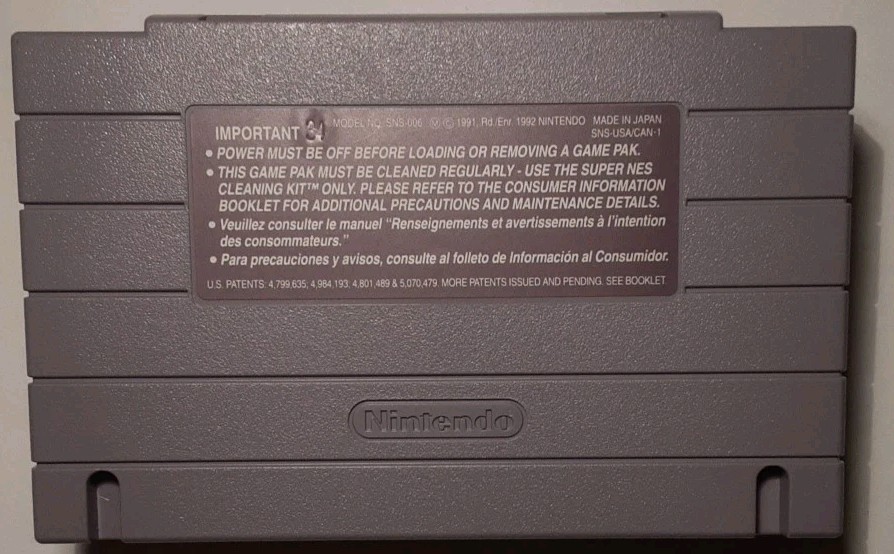 IMPORTANT 34 MODEL NO. SNS-006 Ⓜ © 1991, Rd./Enr. 1992 NINTENDO MADE IN JAPAN
SNS-USA/CAN-1
• POWER MUST BE OFF BEFORE LOADING OR REMOVING A GAME PAK.
• THIS GAME PAK MUST BE CLEANED REGULARLY - USE THE SUPER NES
CLEANING KIT™ ONLY. PLEASE REFER TO THE CONSUMER INFORMATION
BOOKLET FOR ADDITIONAL PRECAUTIONS AND MAINTENANCE DETAILS.
• Veuillez consulter le manuel "Renseignements et avertissements à l'intention
des consommateurs."
• Para precauciones y avisos, consulte al folleto de Información al Consumidor.
U.S. PATENTS: 4,799,635; 4,984,193; 4,801,489 & 5,070,479. MORE PATENTS ISSUED AND PENDING. SEE BOOKLET
Nintendo